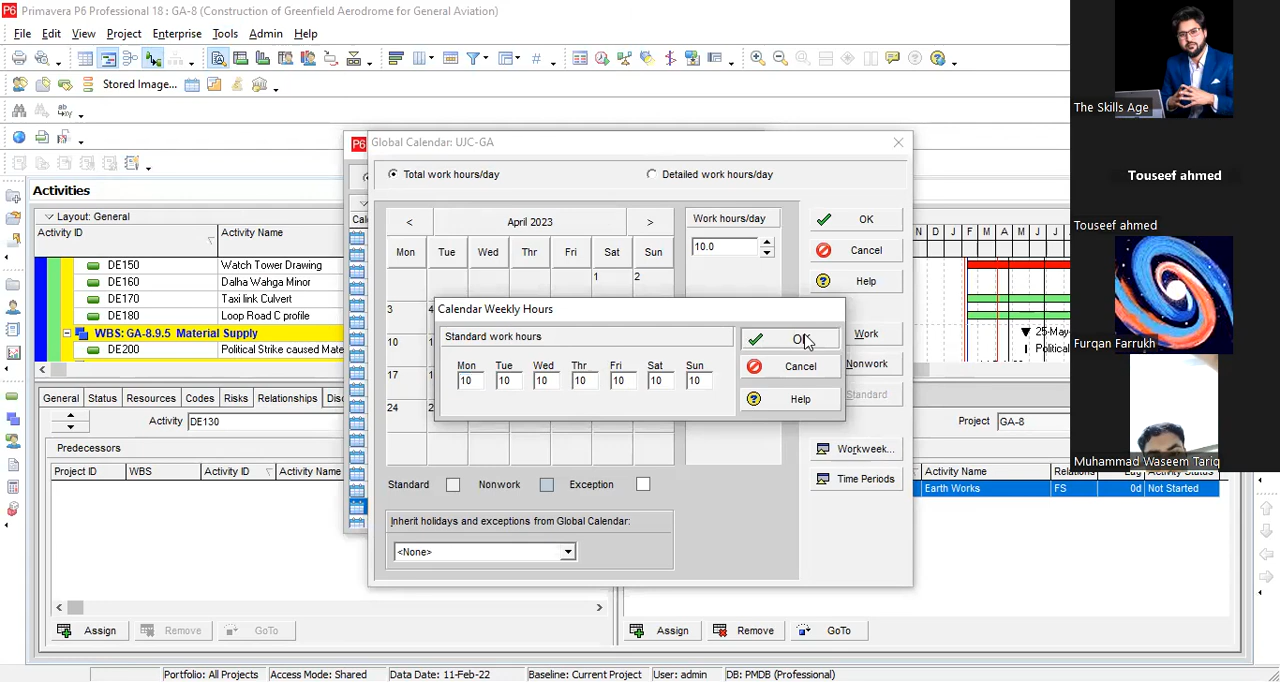 Primavera P6 Professional 18 : GA-8 (Construction of Greenfield Aerodrome for General Aviation)
File Edit View Project Enterprise Tools Admin Help
Stored Image...
Activities
Layout: General
Activity ID Activity Name
N D J F M A M J J
DE150 Watch Tower Drawing
DE160 Dalha Wahga Minor
DE170 Taxi link Culvert
DE180 Loop Road C profile
WBS: GA-8.9.5 Material Supply
25-May
DE200 Political Strike caused Mate
Political
General Status Resources Codes Risks Relationships Disc
Activity DE130
Project GA-8
Predecessors
Project ID WBS Activity ID Activity Name
Activity Name Relations Lag Activity Status
Earth Works FS 0d Not Started
Assign Remove GoTo
Assign Remove GoTo
Portfolio: All Projects Access Mode: Shared Data Date: 11-Feb-22 Baseline: Current Project User: admin DB: PMDB (Professional)
Global Calendar: UJC-GA
Total work hours/day Detailed work hours/day
< April 2023 >
Mon Tue Wed Thr Fri Sat Sun
1 2
3
10
17
24
Work hours/day
10.0
OK
Cancel
Help
Work
Nonwork
Standard
Workweek...
Time Periods
Standard Nonwork Exception
Inherit holidays and exceptions from Global Calendar:
<None>
Calendar Weekly Hours
Standard work hours
Mon Tue Wed Thr Fri Sat Sun
10 10 10 10 10 10 10
OK
Cancel
Help
The Skills Age
Touseef ahmed
Touseef ahmed
Furqan Farrukh
Muhammad Waseem Tariq